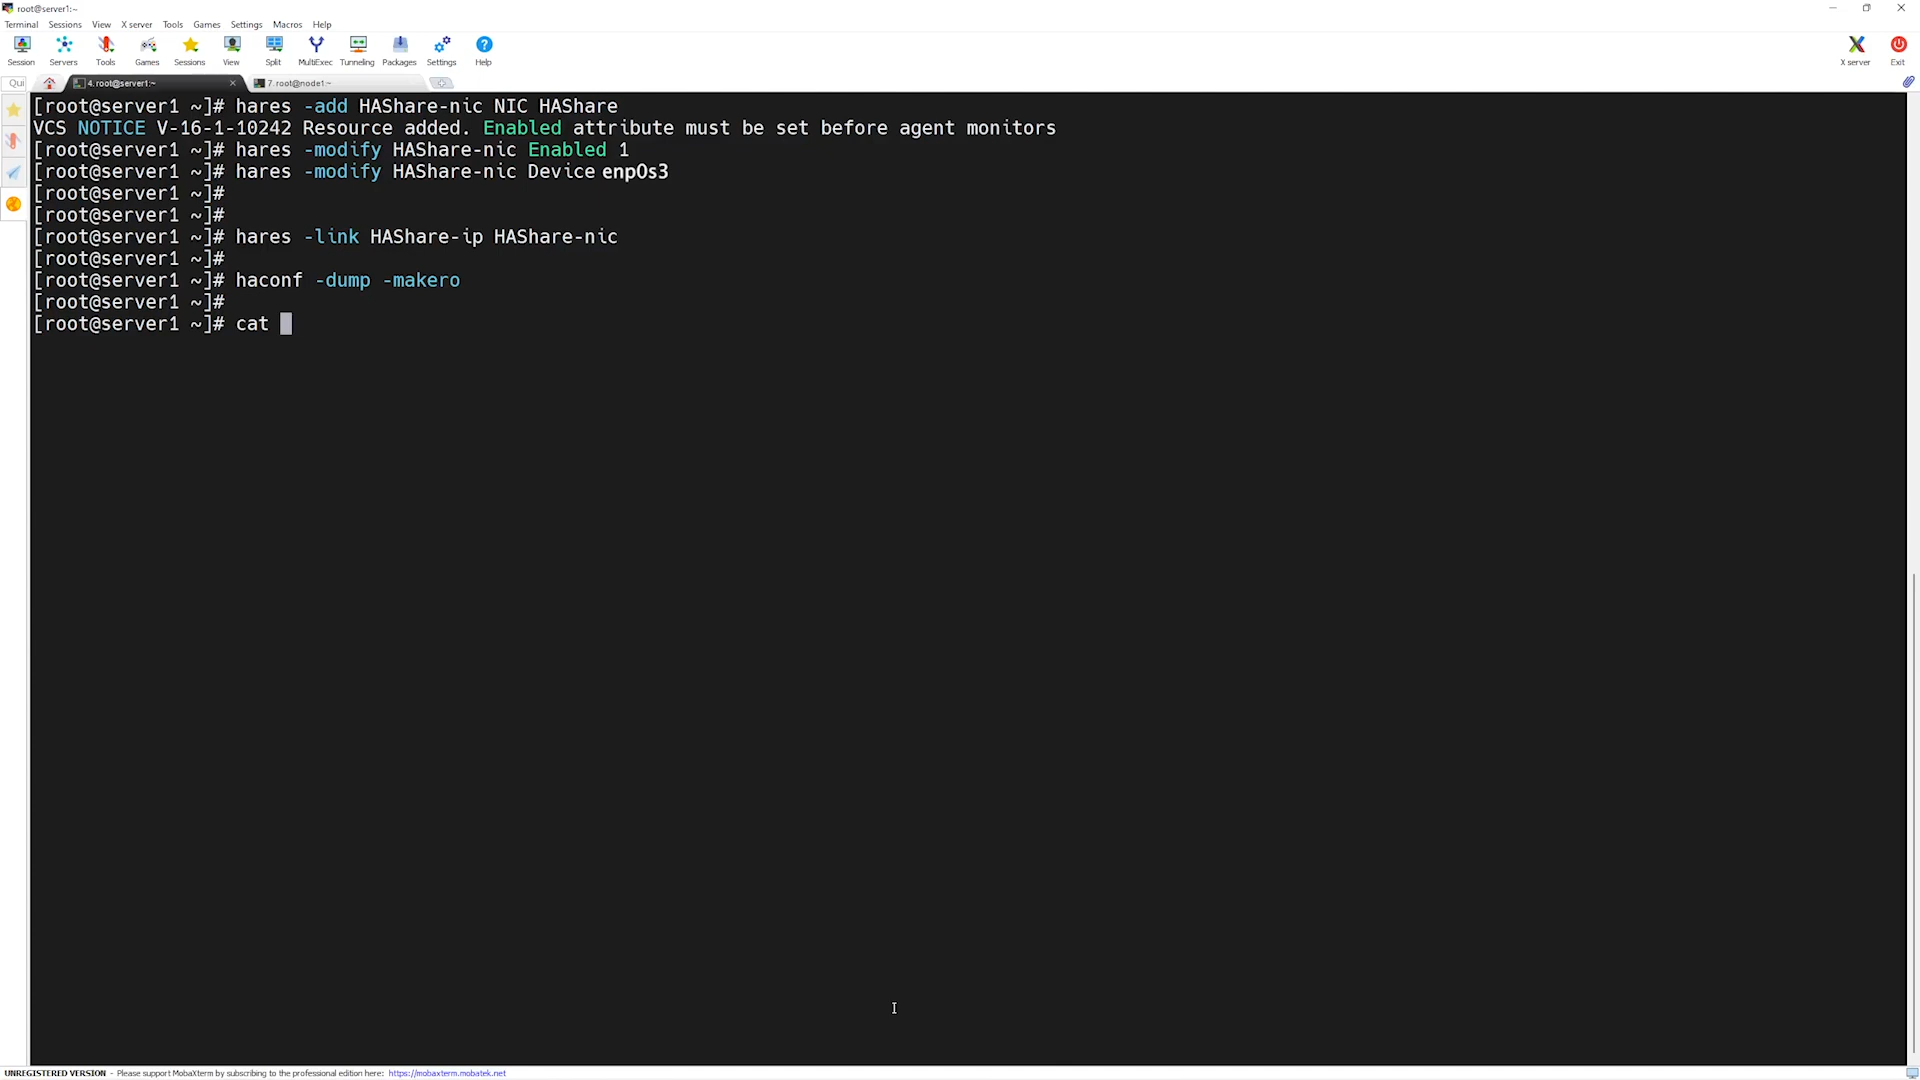 root@server1:~
Terminal Sessions View X server Tools Games Settings Macros Help
Session Servers Tools Games Sessions View Split MultiExec Tunneling Packages Settings Help X server Exit
Qui 4. root@server1:~ 7. root@node1:~
[root@server1 ~]# hares -add HAShare-nic NIC HAShare
VCS NOTICE V-16-1-10242 Resource added. Enabled attribute must be set before agent monitors
[root@server1 ~]# hares -modify HAShare-nic Enabled 1
[root@server1 ~]# hares -modify HAShare-nic Device enp0s3
[root@server1 ~]#
[root@server1 ~]#
[root@server1 ~]# hares -link HAShare-ip HAShare-nic
[root@server1 ~]#
[root@server1 ~]# haconf -dump -makero
[root@server1 ~]#
[root@server1 ~]# cat
UNREGISTERED VERSION - Please support MobaXterm by subscribing to the professional edition here: https://mobaxterm.mobatek.net